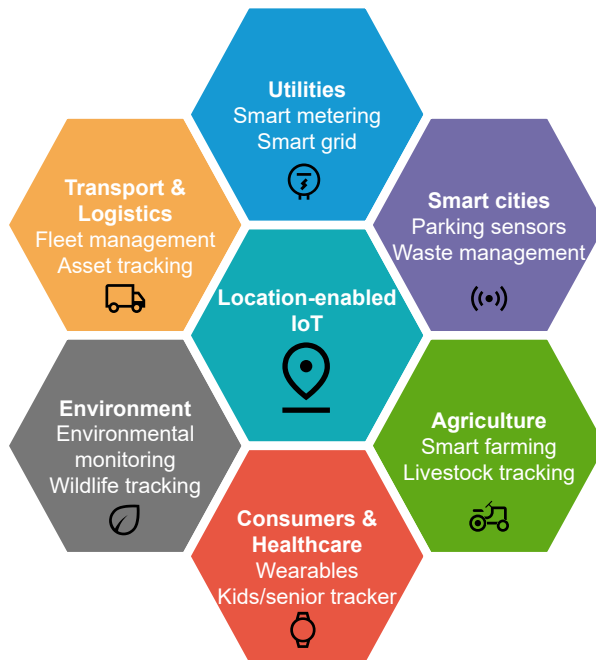 Utilities
Smart metering
Smart grid
Transport &
Logistics
Fleet management
Asset tracking
Smart cities
Parking sensors
Waste management
Location-enabled
IoT
Environment
Environmental
monitoring
Wildlife tracking
Agriculture
Smart farming
Livestock tracking
Consumers &
Healthcare
Wearables
Kids/senior tracker